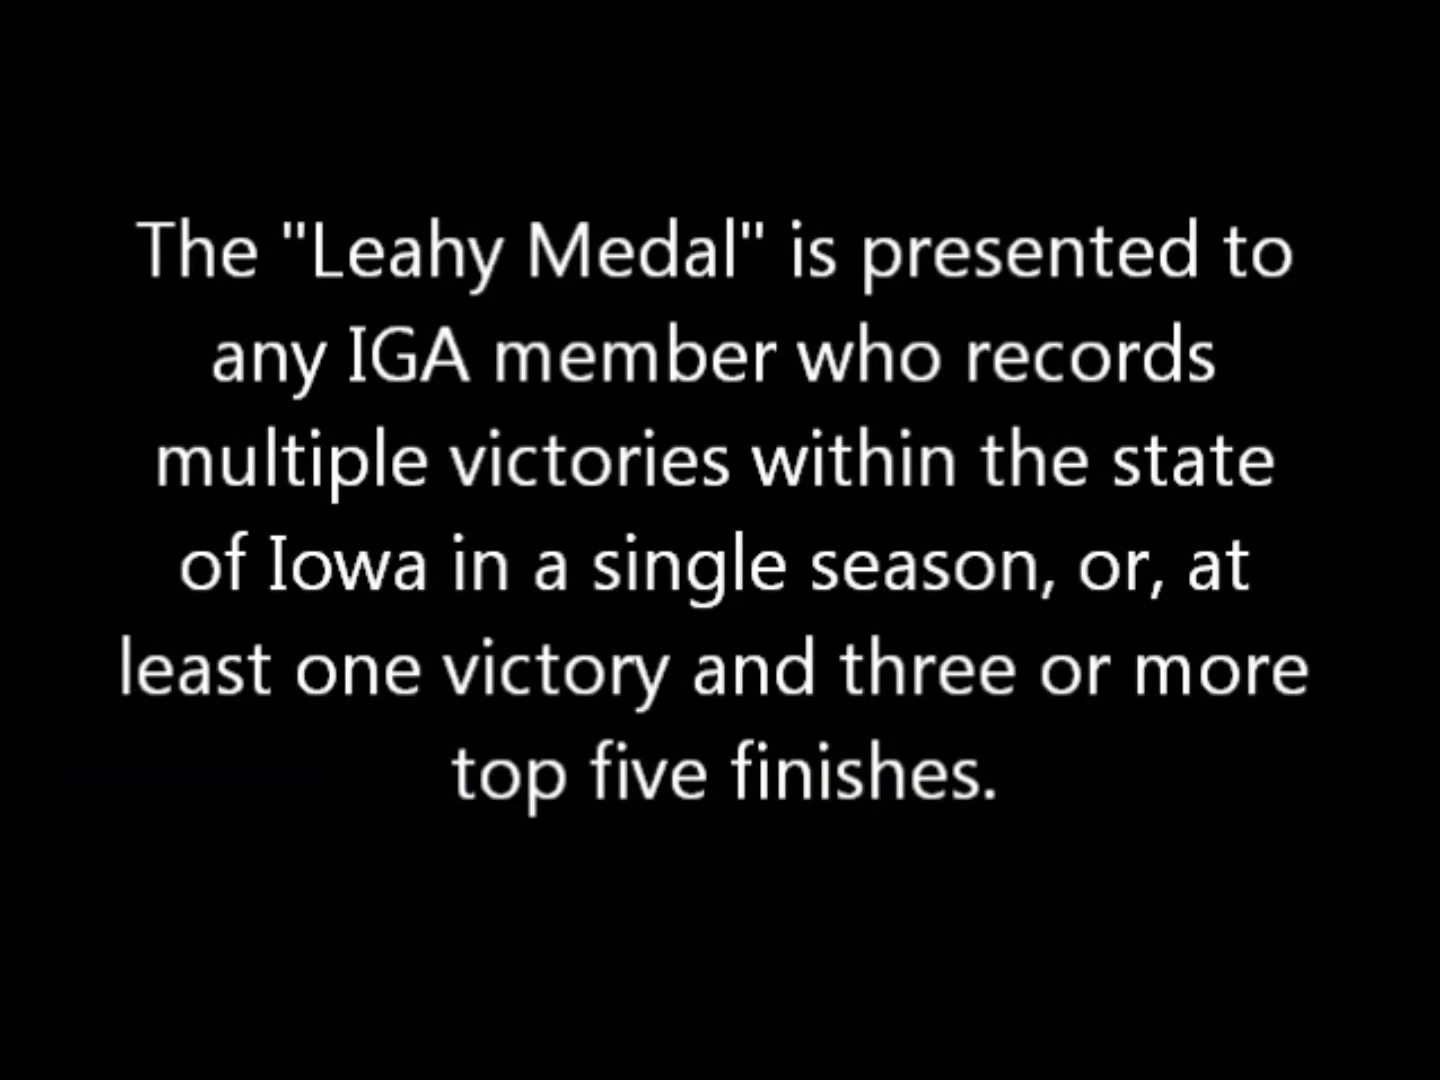 The "Leahy Medal" is presented to
any IGA member who records
multiple victories within the state
of Iowa in a single season, or, at
least one victory and three or more
top five finishes.